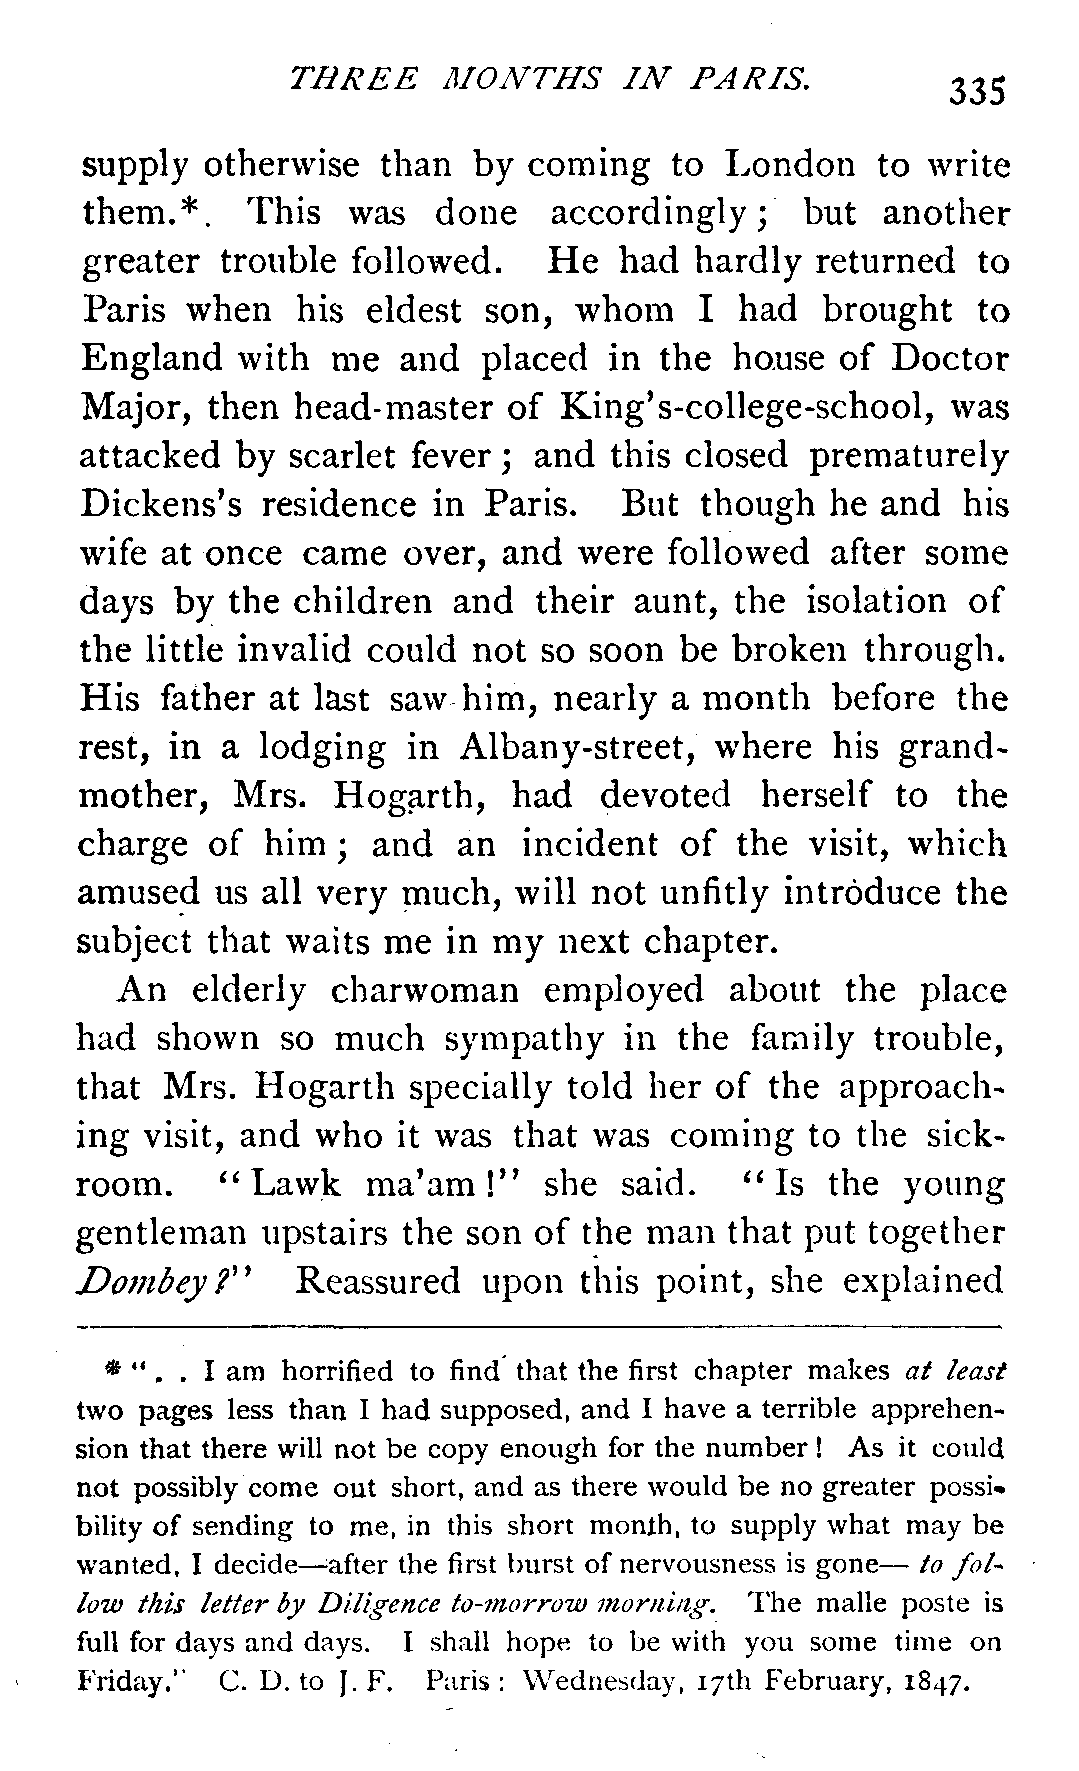 THREE MONTHS IN PARIS. 335
supply otherwise than by coming to London to write
them.*. This was done accordingly ; but another
greater trouble followed. He had hardly returned to
Paris when his eldest son, whom I had brought to
England with me and placed in the house of Doctor
Major, then head-master of King's-college-school, was
attacked by scarlet fever ; and this closed prematurely
Dickens's residence in Paris. But though he and his
wife at once came over, and were followed after some
days by the children and their aunt, the isolation of
the little invalid could not so soon be broken through.
His father at last saw him, nearly a month before the
rest, in a lodging in Albany-street, where his grand-
mother, Mrs. Hogarth, had devoted herself to the
charge of him ; and an incident of the visit, which
amused us all very much, will not unfitly introduce the
subject that waits me in my next chapter.
An elderly charwoman employed about the place
had shown so much sympathy in the family trouble,
that Mrs. Hogarth specially told her of the approach-
ing visit, and who it was that was coming to the sick-
room. “ Lawk ma'am !” she said. “ Is the young
gentleman upstairs the son of the man that put together
Dombey ?” Reassured upon this point, she explained
* “. . I am horrified to find that the first chapter makes at least
two pages less than I had supposed, and I have a terrible apprehen-
sion that there will not be copy enough for the number ! As it could
not possibly come out short, and as there would be no greater possi-
bility of sending to me, in this short month, to supply what may be
wanted, I decide—after the first burst of nervousness is gone— to fol-
low this letter by Diligence to-morrow morning. The malle poste is
full for days and days. I shall hope to be with you some time on
Friday.” C. D. to J. F. Paris : Wednesday, 17th February, 1847.